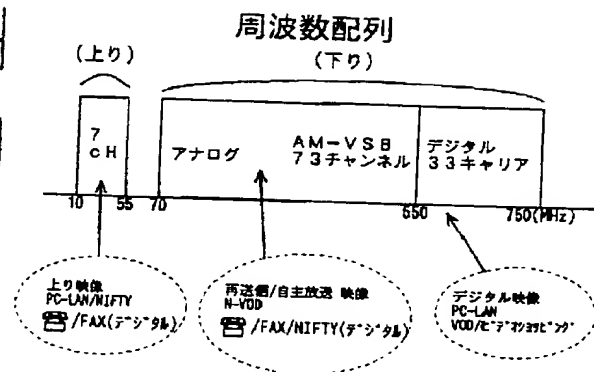 周波数配列
(上り)
(下り)
7
cH
アナログ
AM-VSB
73チャンネル
デジタル
33キャリア
10
55
70
650
750(MHz)
上り映像
PC-LAN/NIFTY
☎/FAX(デジタル)
再送信/自主放送 映像
N-VOD
☎/FAX/NIFTY(デジタル)
デジタル映像
PC-LAN
VOD/ビデオショッピング